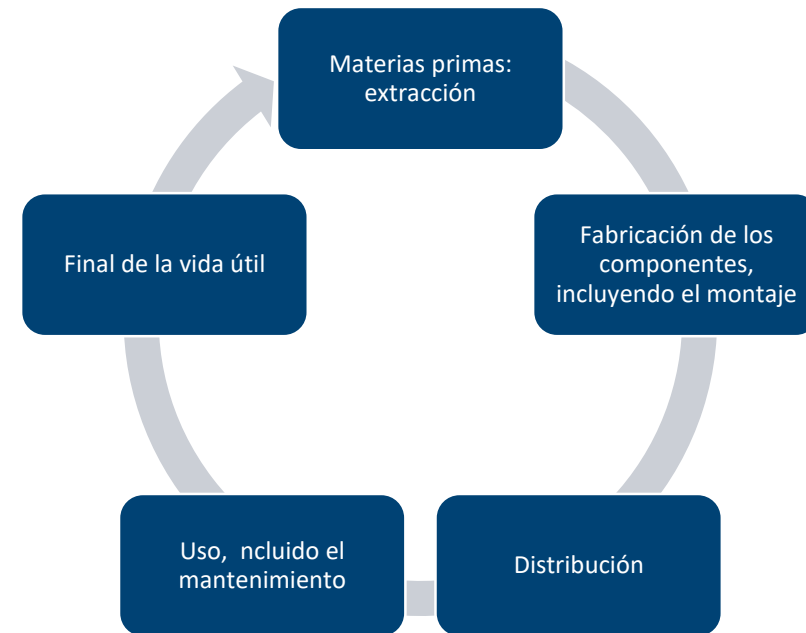 Materias primas:
extracción
Fabricación de los
componentes,
incluyendo el montaje
Distribución
Uso, ncluido el
mantenimiento
Final de la vida útil